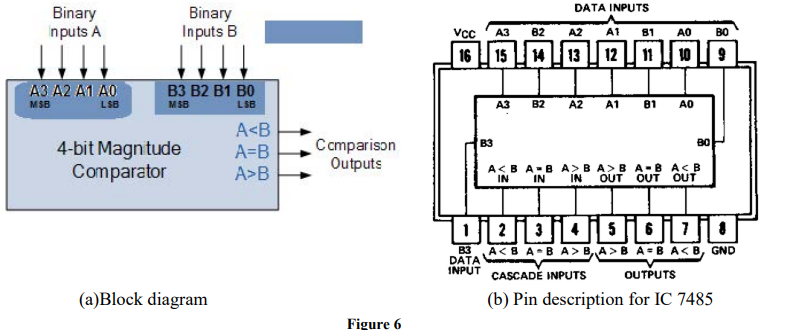 Binary Inputs A
Binary Inputs B
A3 A2 A1 A0
MSB LSB
B3 B2 B1 B0
MSB LSB
4-bit Magnitude Comparator
A<B
A=B
A>B
Comparison Outputs
(a)Block diagram
DATA INPUTS
VCC A3 B2 A2 A1 B1 A0 B0
16 15 14 13 12 11 10 9
A3 B2 A2 A1 B1 A0
B3 B0
A < B IN
A = B IN
A > B IN
A > B OUT
A = B OUT
A < B OUT
1 2 3 4 5 6 7 8
B3 DATA INPUT
A < B A = B A > B A > B A = B A < B GND
CASCADE INPUTS OUTPUTS
(b) Pin description for IC 7485
Figure 6